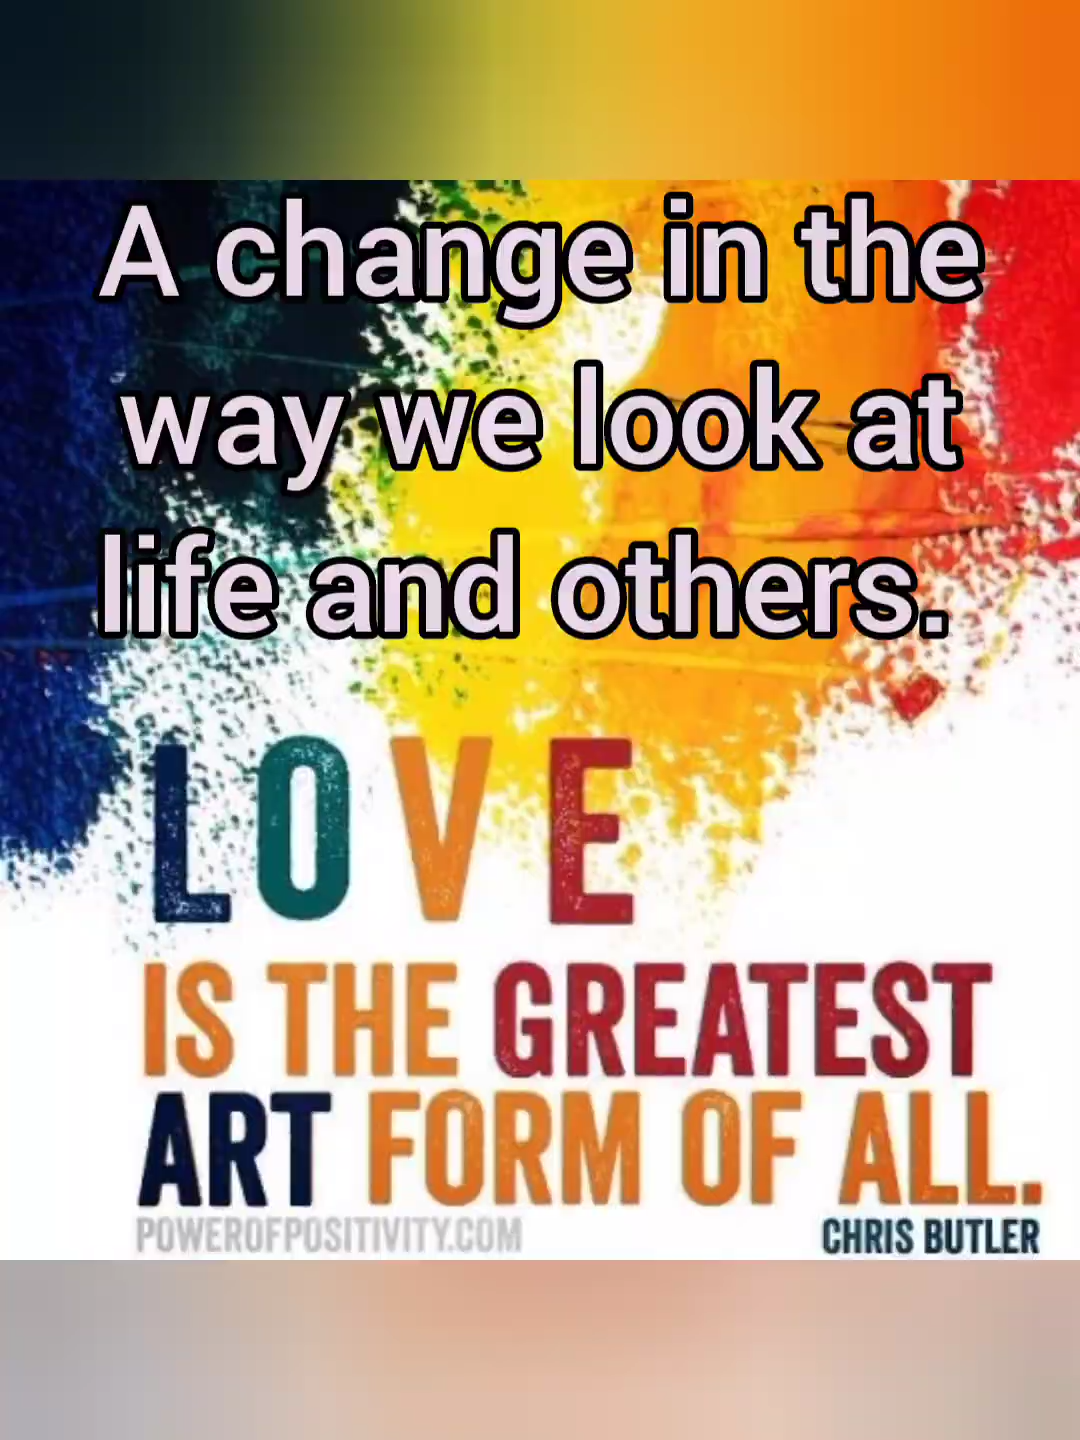 A change in the
way we look at
life and others.
LOVE
IS THE GREATEST
ART FORM OF ALL.
POWEROFPOSITIVITY.COM
CHRIS BUTLER